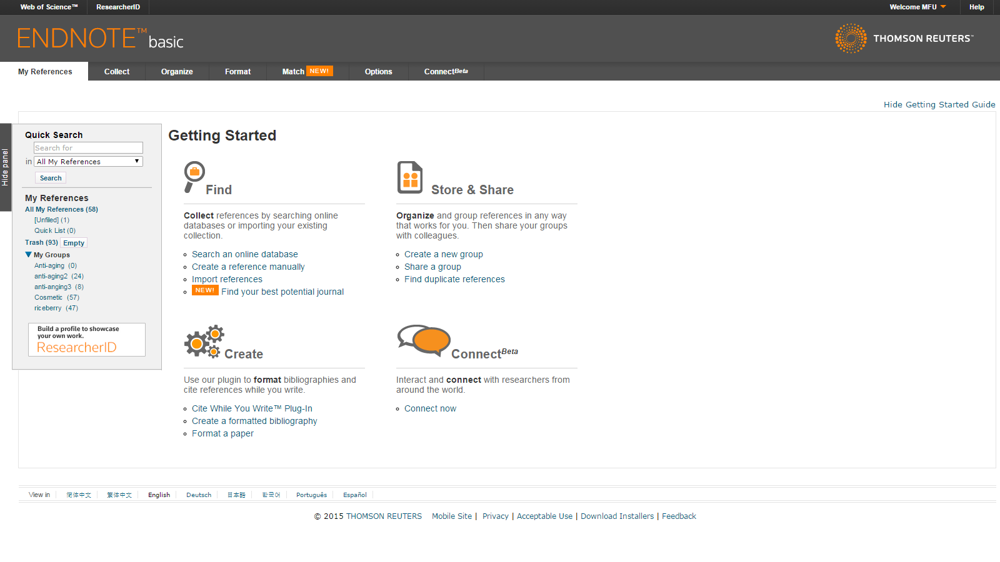 Web of Science™ ResearcherID Welcome MFU Help
ENDNOTE™ basic
THOMSON REUTERS™
My References Collect Organize Format Match NEW! Options Connect Beta
Hide Getting Started Guide
Hide panel
Quick Search
Search for
in All My References
Search
My References
All My References (58)
[Unfiled] (1)
Quick List (0)
Trash (93) Empty
My Groups
Anti-aging (0)
anti-aging2 (24)
anti-anging3 (8)
Cosmetic (57)
riceberry (47)
Build a profile to showcase
your own work.
ResearcherID
Getting Started
Find
Collect references by searching online
databases or importing your existing
collection.
Search an online database
Create a reference manually
Import references
NEW! Find your best potential journal
Store & Share
Organize and group references in any way
that works for you. Then share your groups
with colleagues.
Create a new group
Share a group
Find duplicate references
Create
Use our plugin to format bibliographies and
cite references while you write.
Cite While You Write™ Plug-In
Create a formatted bibliography
Format a paper
Connect Beta
Interact and connect with researchers from
around the world.
Connect now
View in 简体中文 繁体中文 English Deutsch 日本語 한국어 Português Español
© 2015 THOMSON REUTERS Mobile Site | Privacy | Acceptable Use | Download Installers | Feedback